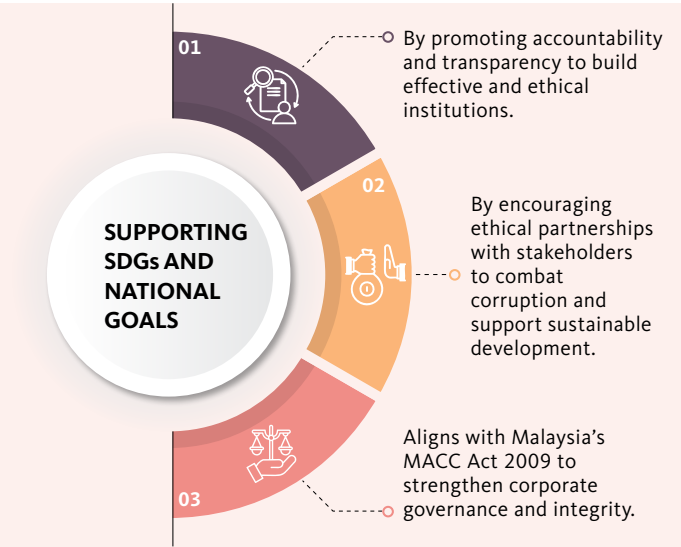 SUPPORTING
SDGs AND
NATIONAL
GOALS
01
By promoting accountability
and transparency to build
effective and ethical
institutions.
02
By encouraging
ethical partnerships
with stakeholders
to combat
corruption and
support sustainable
development.
03
Aligns with Malaysia's
MACC Act 2009 to
strengthen corporate
governance and integrity.